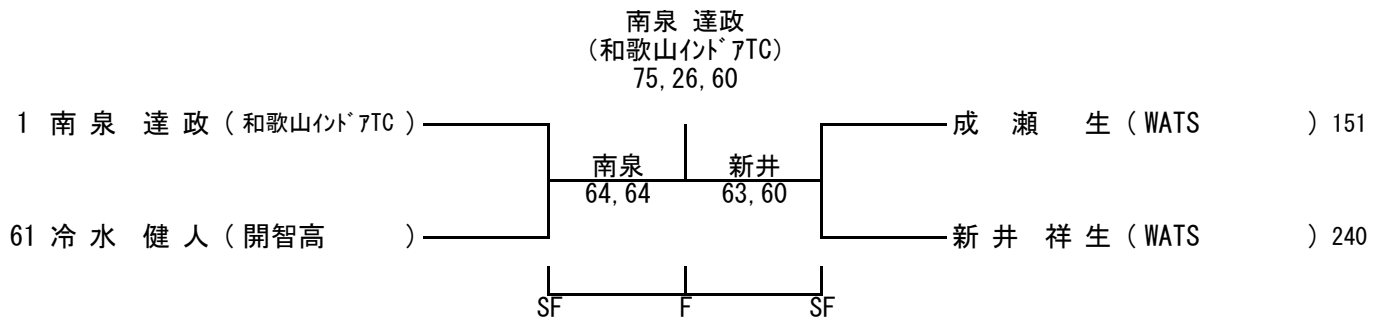 南泉 達政
(和歌山ｲﾝﾄﾞｱTC)
75,26,60
1 南 泉 達 政 ( 和歌山ｲﾝﾄﾞｱTC )
成 瀬 生 ( WATS ) 151
南泉 新井
64,64 63,60
61 冷 水 健 人 ( 開智高 )
新 井 祥 生 ( WATS ) 240
SF F SF